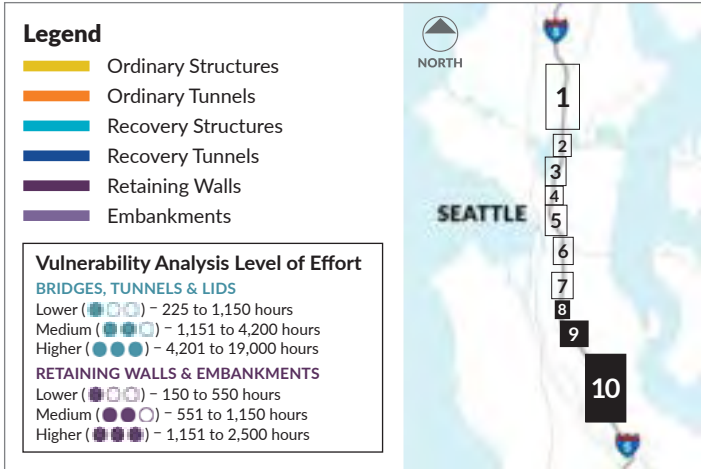 Legend
Ordinary Structures
Ordinary Tunnels
Recovery Structures
Recovery Tunnels
Retaining Walls
Embankments
Vulnerability Analysis Level of Effort
BRIDGES, TUNNELS & LIDS
Lower ( ) – 225 to 1,150 hours
Medium ( ) – 1,151 to 4,200 hours
Higher ( ) – 4,201 to 19,000 hours
RETAINING WALLS & EMBANKMENTS
Lower ( ) – 150 to 550 hours
Medium ( ) – 551 to 1,150 hours
Higher ( ) – 1,151 to 2,500 hours
NORTH
5
1
2
3
4
SEATTLE
5
6
7
8
9
10
5